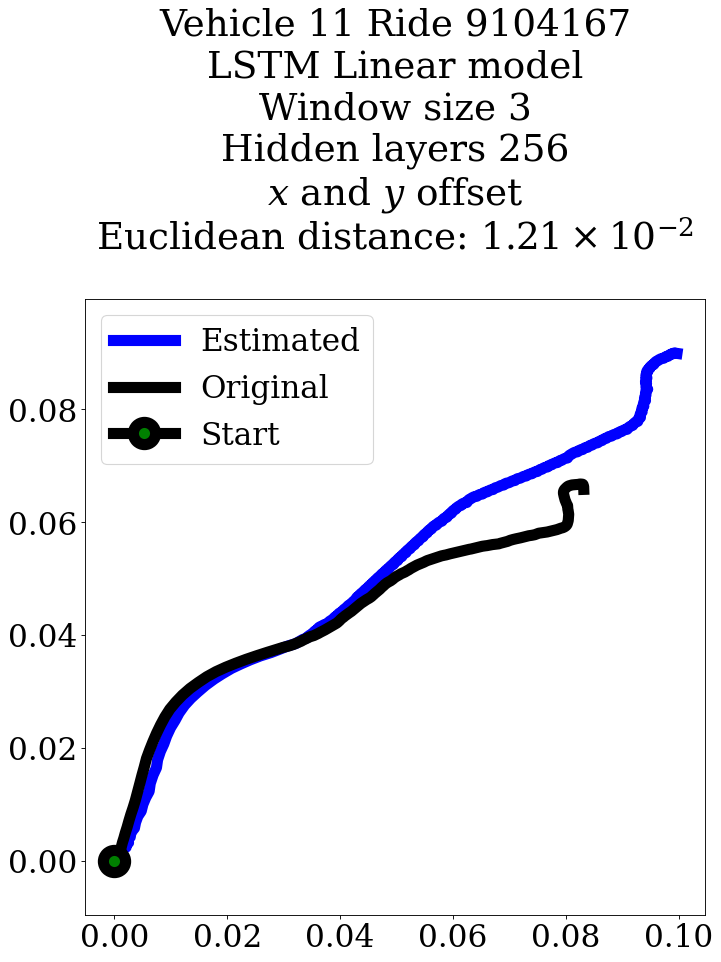 Vehicle 11 Ride 9104167
LSTM Linear model
Window size 3
Hidden layers 256
x and y offset
Euclidean distance: 1.21 × 10⁻²
Estimated
Original
Start
0.08
0.06
0.04
0.02
0.00
0.00 0.02 0.04 0.06 0.08 0.10